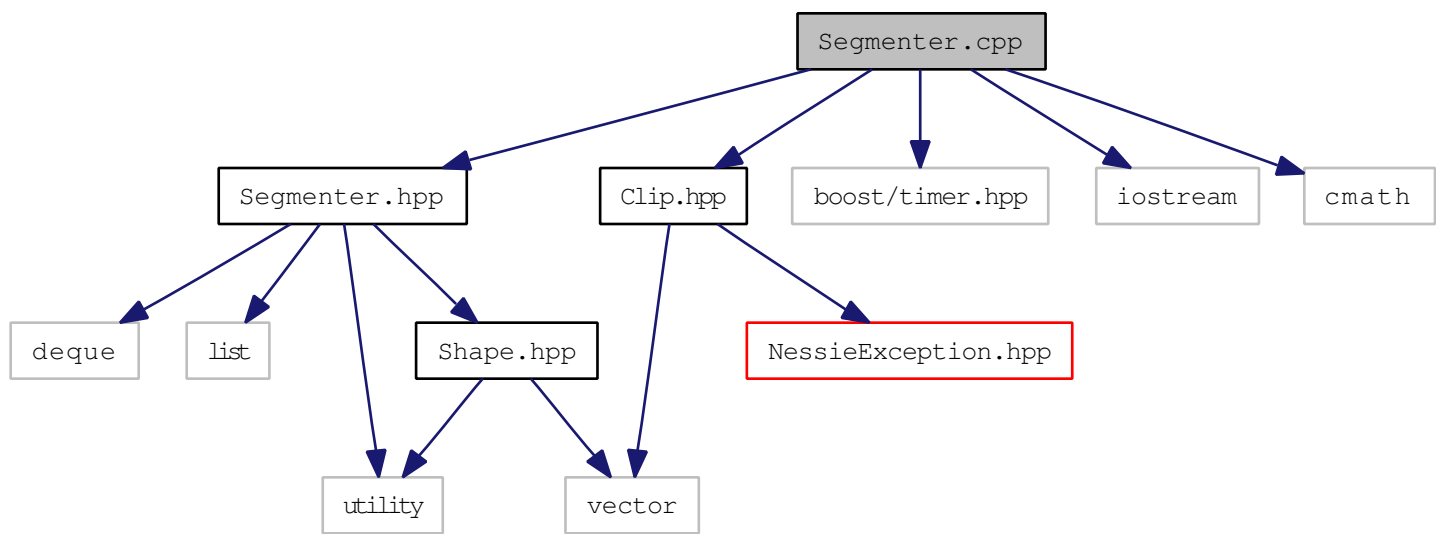 Segmenter.cpp
Segmenter.hpp
Clip.hpp
boost/timer.hpp
iostream
cmath
deque
list
Shape.hpp
NessieException.hpp
utility
vector